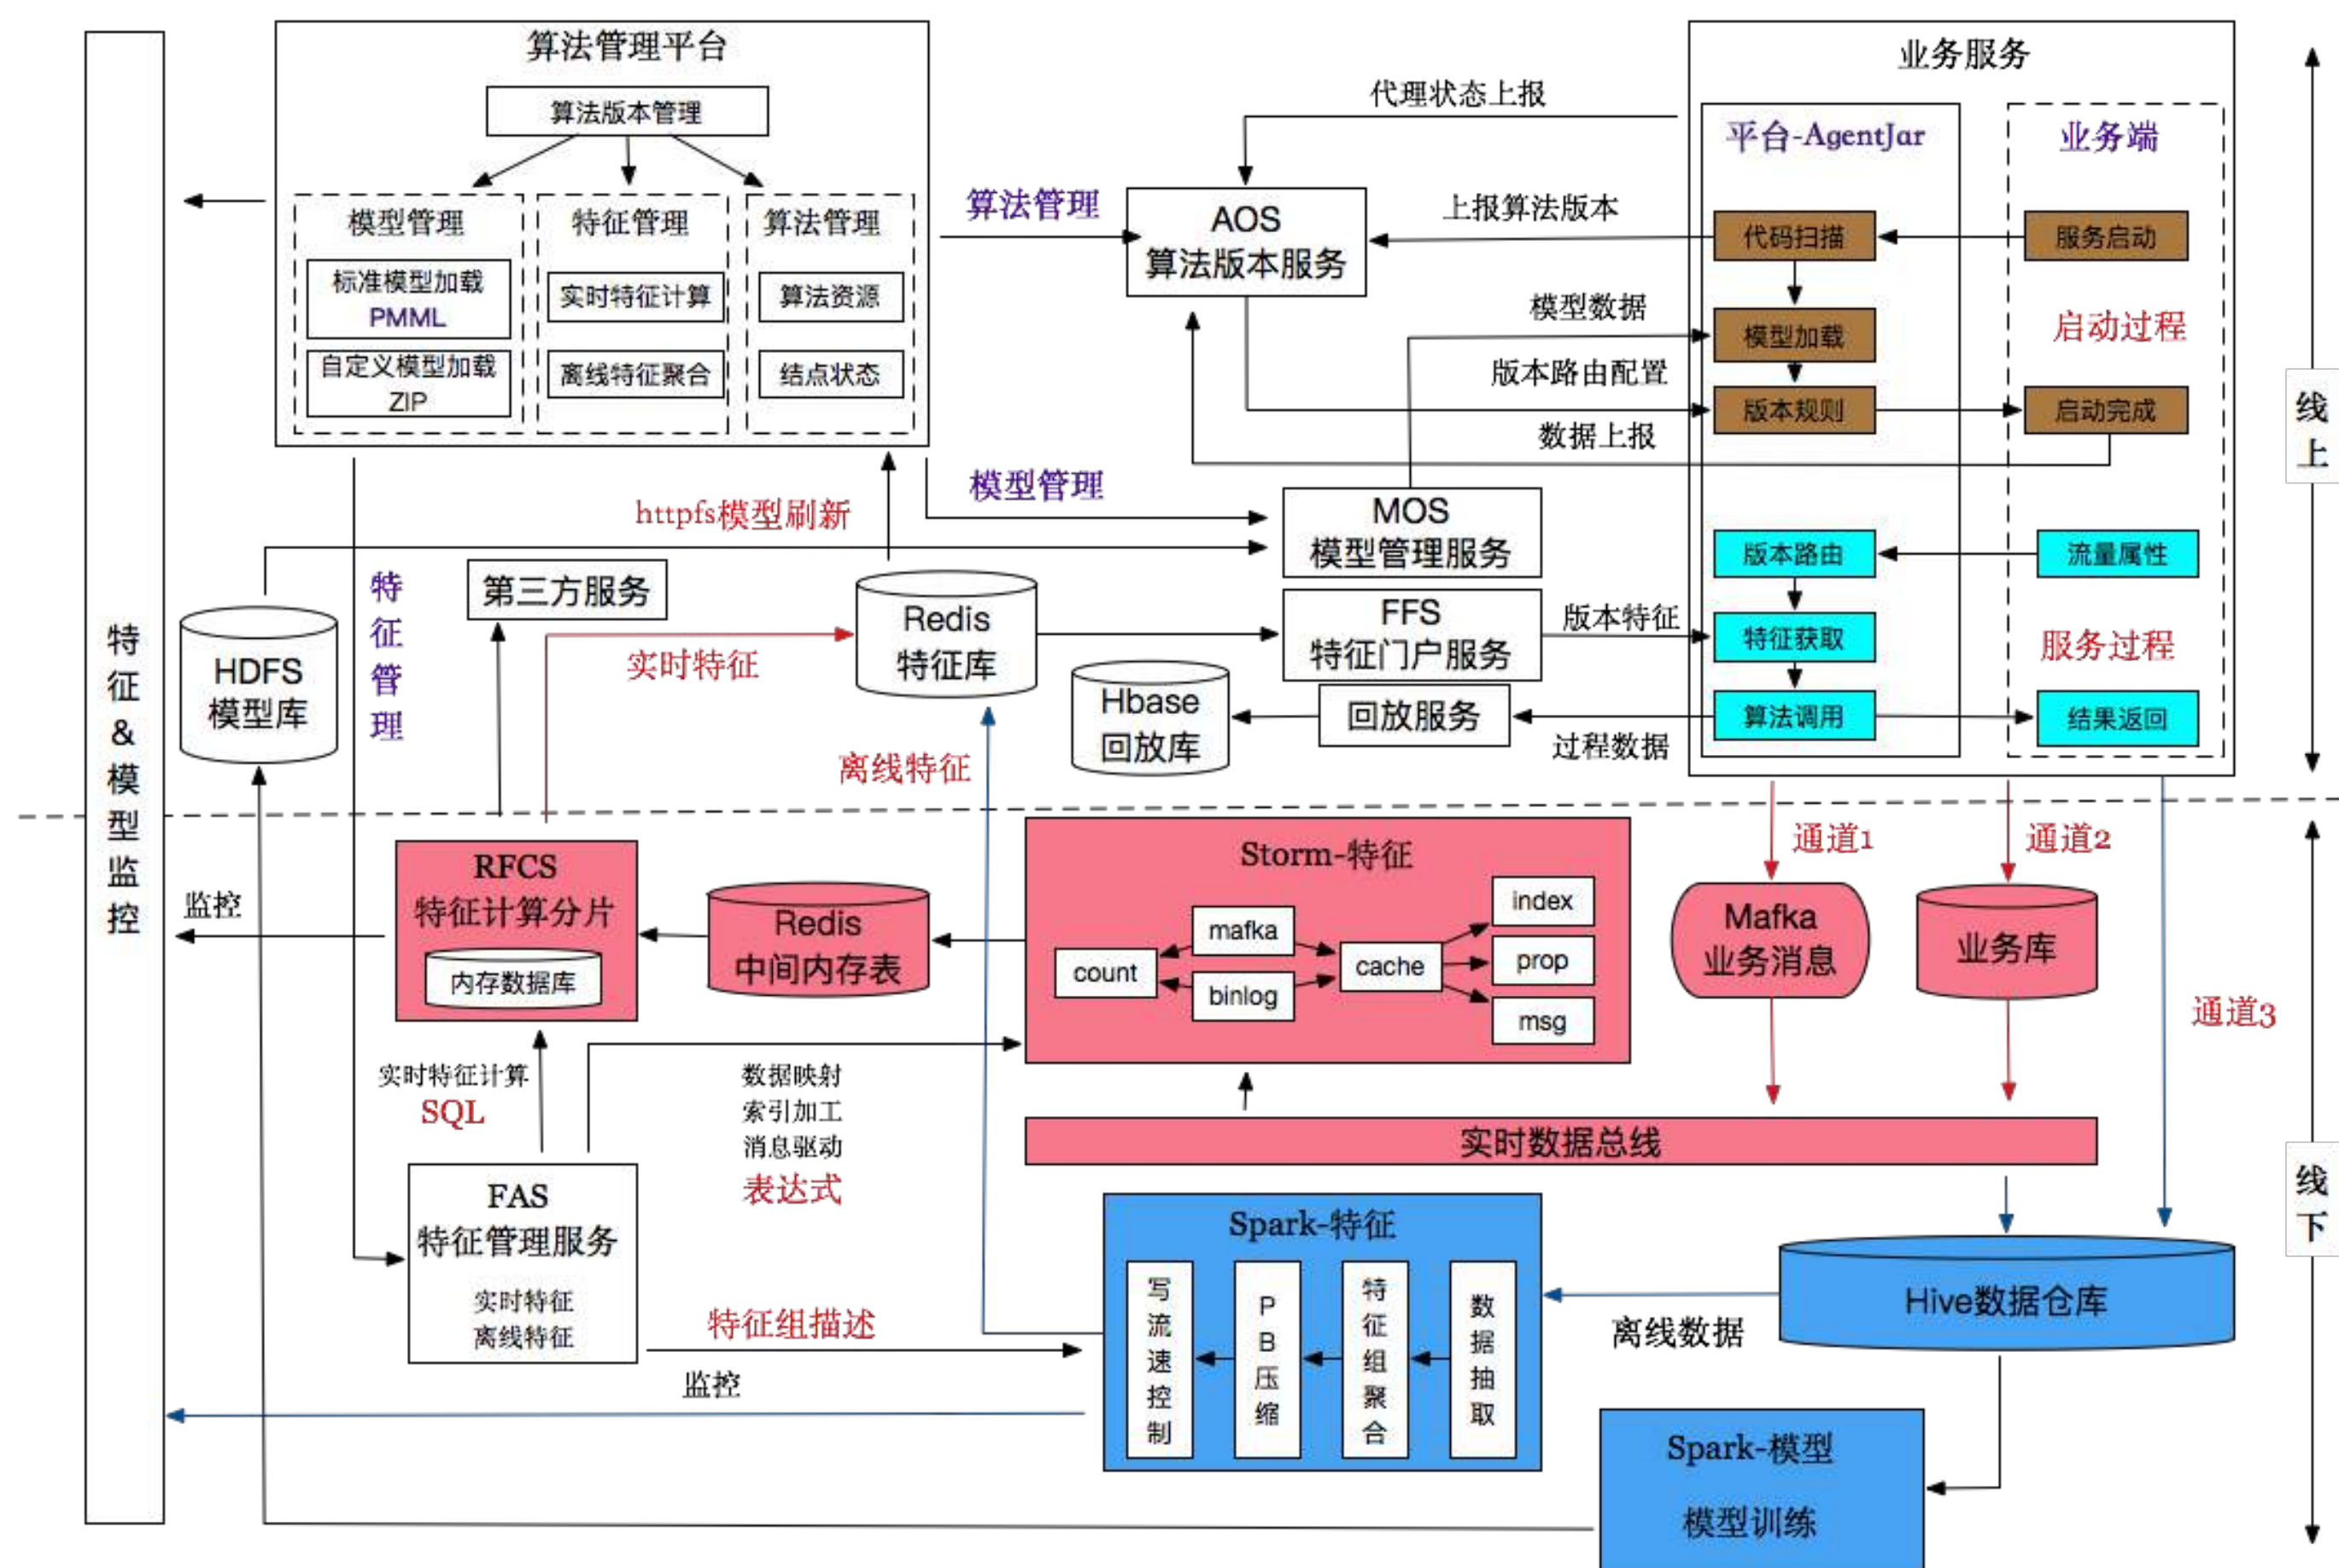 算法管理平台
算法版本管理
模型管理
标准模型加载
PMML
自定义模型加载
ZIP
特征管理
实时特征计算
离线特征聚合
算法管理
算法资源
结点状态
算法管理
代理状态上报
AOS
算法版本服务
上报算法版本
模型数据
版本路由配置
数据上报
业务服务
平台-AgentJar
代码扫描
模型加载
版本规则
版本路由
特征获取
算法调用
业务端
服务启动
启动过程
启动完成
流量属性
服务过程
结果返回
线
上
模型管理
httpfs模型刷新
MOS
模型管理服务
特
征
管
理
第三方服务
实时特征
Redis
特征库
FFS
特征门户服务
版本特征
HDFS
模型库
Hbase
回放库
回放服务
过程数据
离线特征
特
征
&
模
型
监
控
监控
RFCS
特征计算分片
内存数据库
Redis
中间内存表
Storm-特征
count
mafka
binlog
cache
index
prop
msg
通道1
通道2
通道3
Mafka
业务消息
业务库
实时特征计算
SQL
数据映射
索引加工
消息驱动
表达式
实时数据总线
线
下
FAS
特征管理服务
实时特征
离线特征
特征组描述
监控
Spark-特征
写
流
速
控
制
P
B
压
缩
特
征
组
聚
合
数
据
抽
取
离线数据
Hive数据仓库
Spark-模型
模型训练